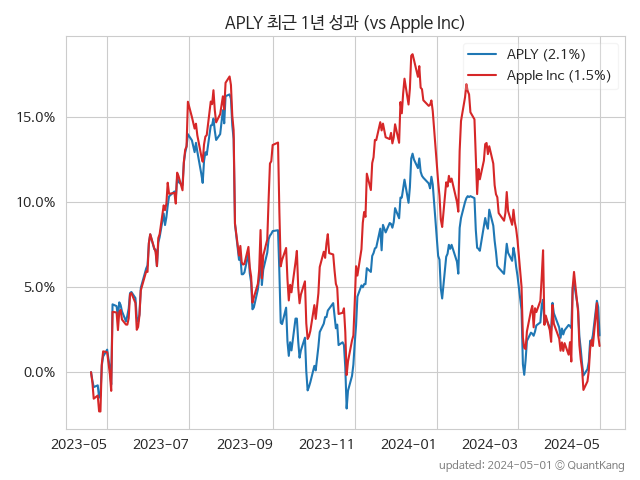 APLY 최근 1년 성과 (vs Apple Inc)
APLY (2.1%)
Apple Inc (1.5%)
15.0%
10.0%
5.0%
0.0%
2023-05 2023-07 2023-09 2023-11 2024-01 2024-03 2024-05
updated: 2024-05-01 © QuantKang